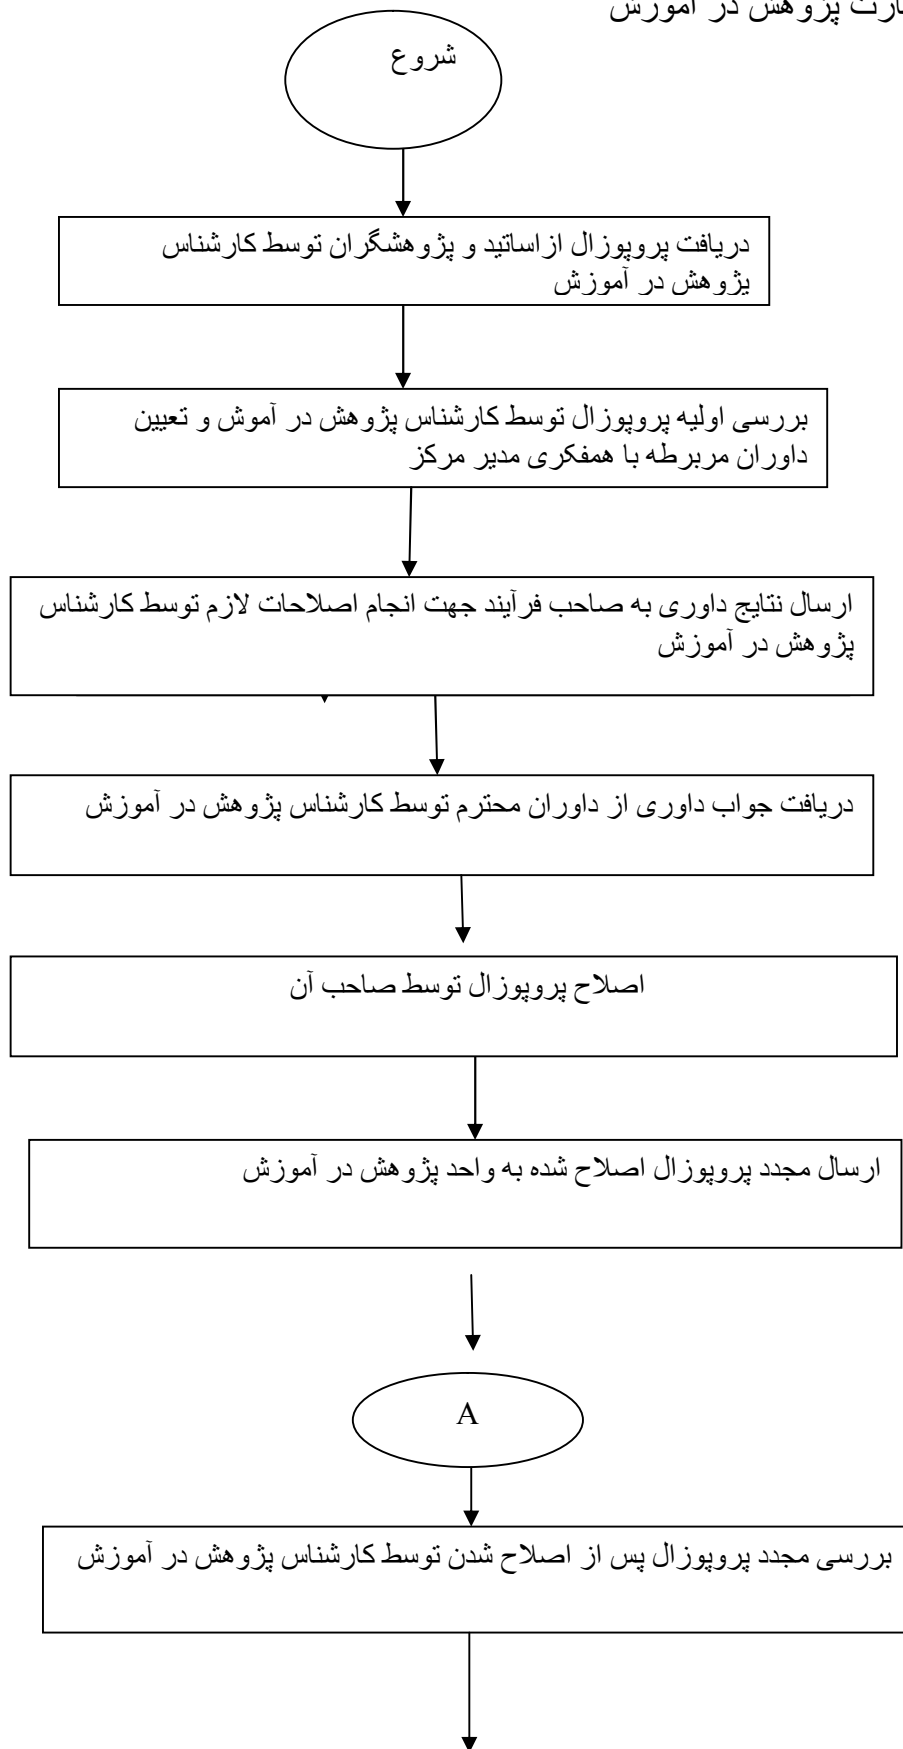 پژوهش در آموزش
شروع
دریافت پروپوزال ازاساتید و پژوهشگران توسط کارشناس
پژوهش در آموزش
بررسی اولیه پروپوزال توسط کارشناس پژوهش در آموش و تعیین
داوران مربرطه با همفکری مدیر مرکز
ارسال نتایج داوری به صاحب فرآیند جهت انجام اصلاحات لازم توسط کارشناس
پژوهش در آموزش
دریافت جواب داوری از داوران محترم توسط کارشناس پژوهش در آموزش
اصلاح پروپوزال توسط صاحب آن
ارسال مجدد پروپوزال اصلاح شده به واحد پژوهش در آموزش
A
بررسی مجدد پروپوزال پس از اصلاح شدن توسط کارشناس پژوهش در آموزش